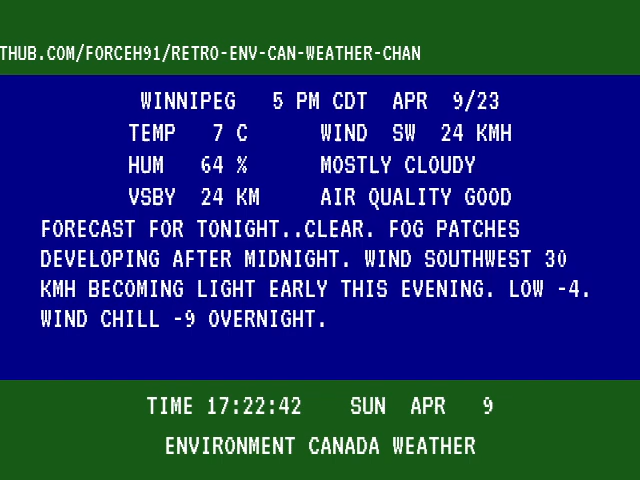 THUB.COM/FORCEH91/RETRO-ENV-CAN-WEATHER-CHAN
WINNIPEG 5 PM CDT APR 9/23
TEMP 7 C WIND SW 24 KMH
HUM 64 % MOSTLY CLOUDY
VSBY 24 KM AIR QUALITY GOOD
FORECAST FOR TONIGHT..CLEAR. FOG PATCHES
DEVELOPING AFTER MIDNIGHT. WIND SOUTHWEST 30
KMH BECOMING LIGHT EARLY THIS EVENING. LOW -4.
WIND CHILL -9 OVERNIGHT.
TIME 17:22:42 SUN APR 9
ENVIRONMENT CANADA WEATHER